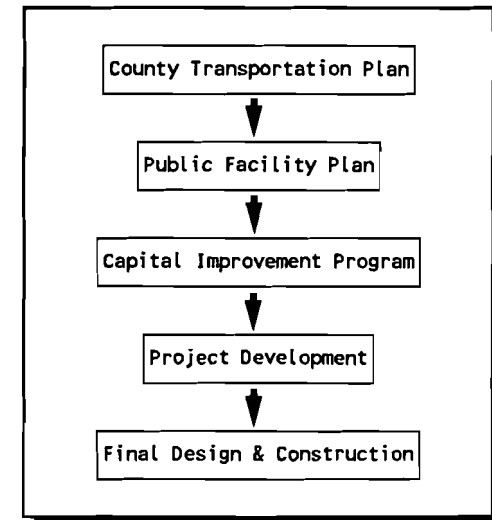 County Transportation Plan
Public Facility Plan
Capital Improvement Program
Project Development
Final Design & Construction